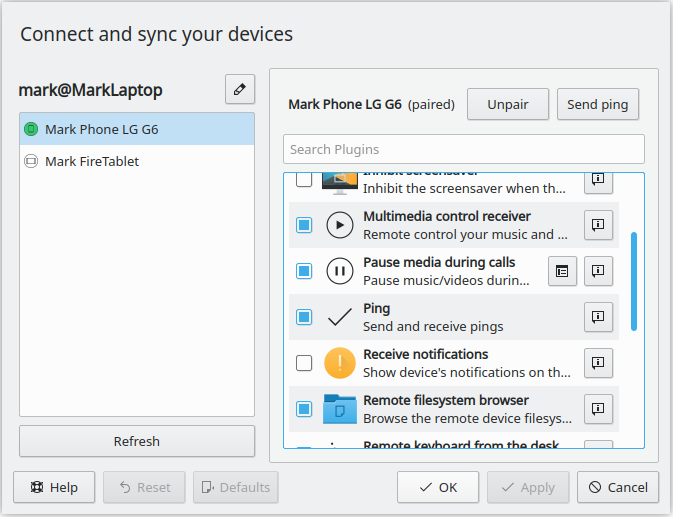 Connect and sync your devices
mark@MarkLaptop
Mark Phone LG G6
Mark FireTablet
Refresh
Mark Phone LG G6 (paired) Unpair Send ping
Search Plugins
Inhibit screensaver
Inhibit the screensaver when th...
Multimedia control receiver
Remote control your music and ...
Pause media during calls
Pause music/videos durin...
Ping
Send and receive pings
Receive notifications
Show device's notifications on th...
Remote filesystem browser
Browse the remote device filesys...
Remote keyboard from the desk
Help Reset Defaults OK Apply Cancel